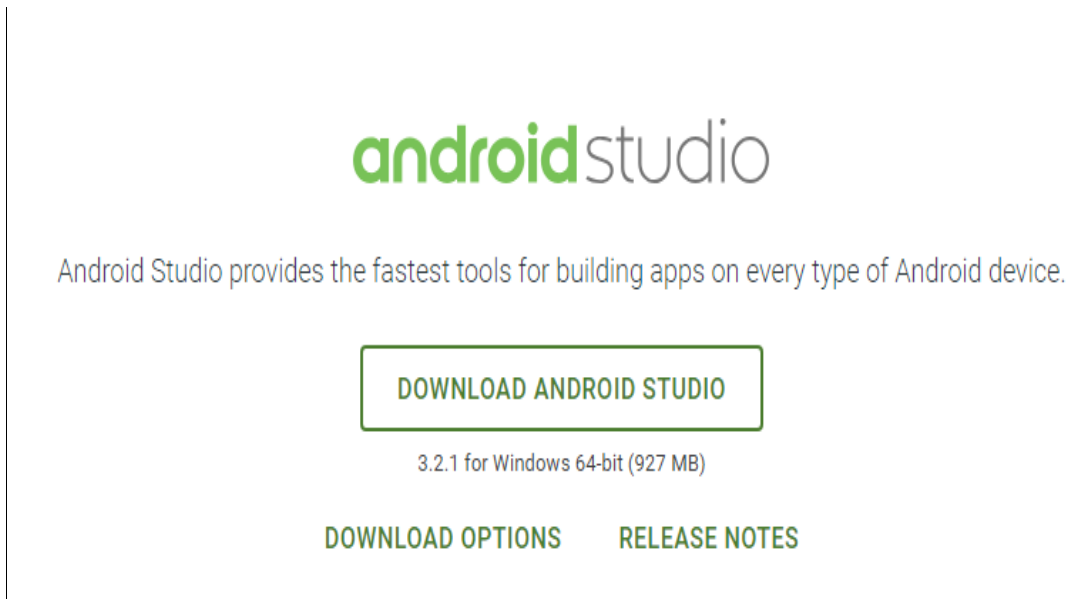 androidstudio
Android Studio provides the fastest tools for building apps on every type of Android device.
DOWNLOAD ANDROID STUDIO
3.2.1 for Windows 64-bit (927 MB)
DOWNLOAD OPTIONS RELEASE NOTES